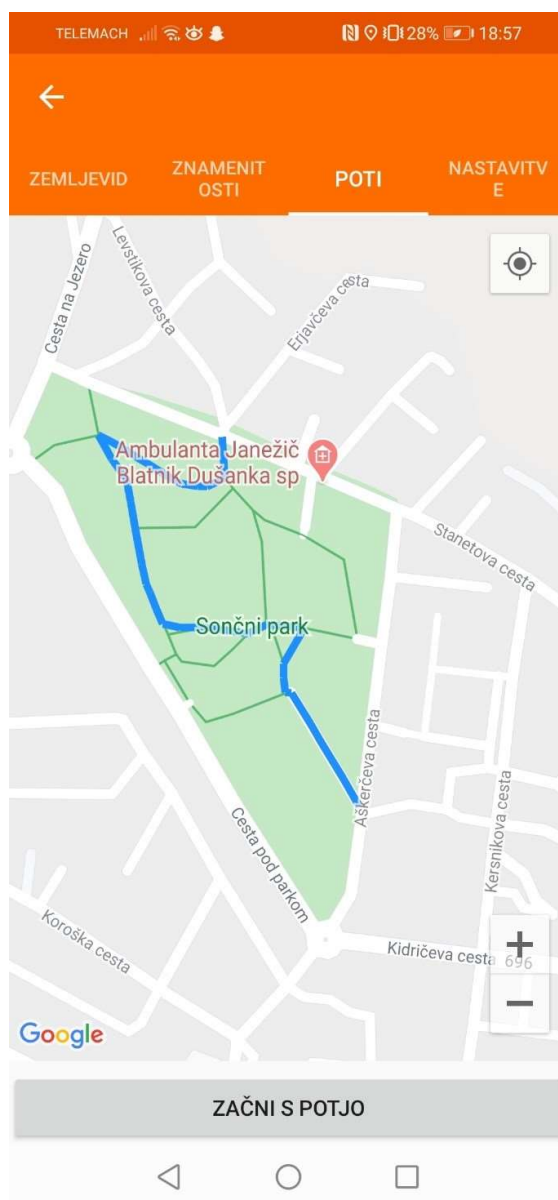 TELEMACH
28%
18:57
ZEMLJEVID
ZNAMENIT
OSTI
POTI
NASTAVITV
E
Cesta na Jezero
Levstikova cesta
Erjavčeva cesta
Ambulanta Janežič
Blatnik Dušanka sp
Stanetova cesta
Sončni park
Aškerčeva cesta
Kersnikova cesta
Cesta pod parkom
Koroška cesta
Kidričeva cesta
696
Google
ZAČNI S POTJO